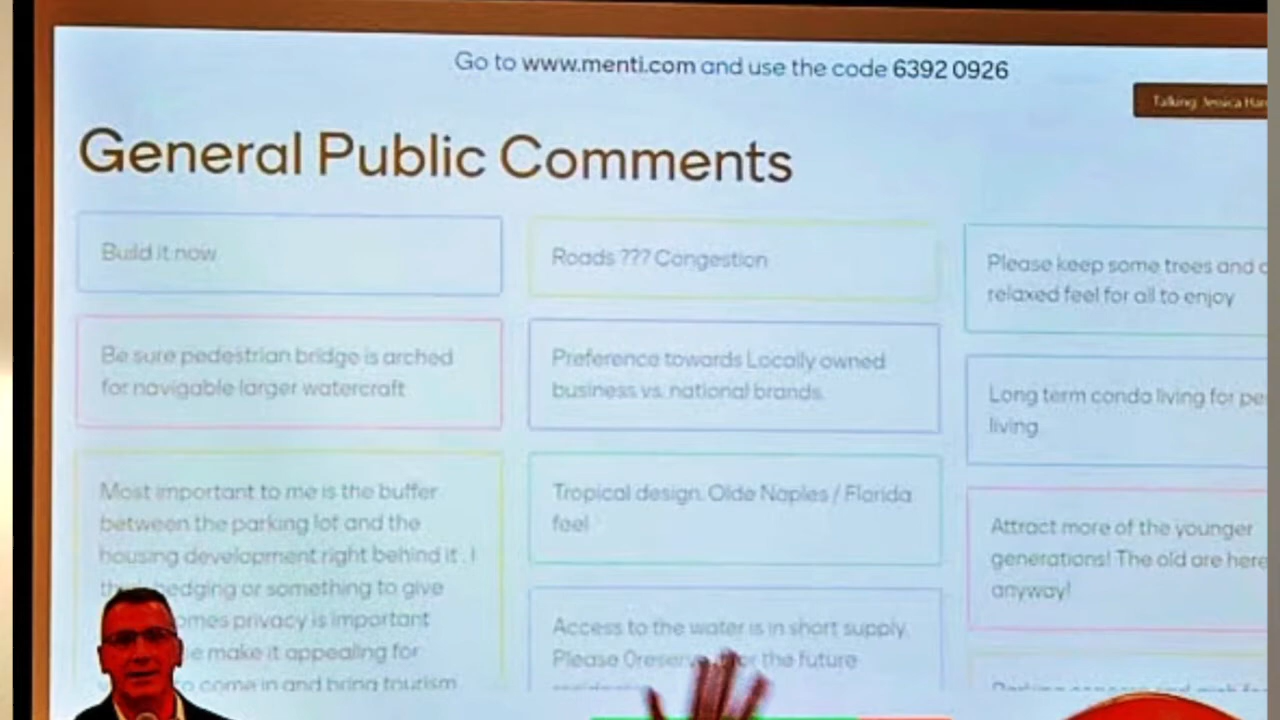 Go to www.menti.com and use the code 6392 0926
Talking: Jessica
General Public Comments
Build it now
Be sure pedestrian bridge is arched
for navigable larger watercraft
Most important to me is the buffer
between the parking lot and the
housing development right behind it . I
hedging or something to give
privacy is important
make it appealing for
to come in and bring tourism
Roads ??? Congestion
Preference towards Locally owned
business vs. national brands.
Tropical design. Olde Naples / Florida
feel
Access to the water is in short supply.
Please 0reserve for the future
Please keep some trees and
relaxed feel for all to enjoy
Long term condo living for
living
Attract more of the younger
generations! The old are here
anyway!